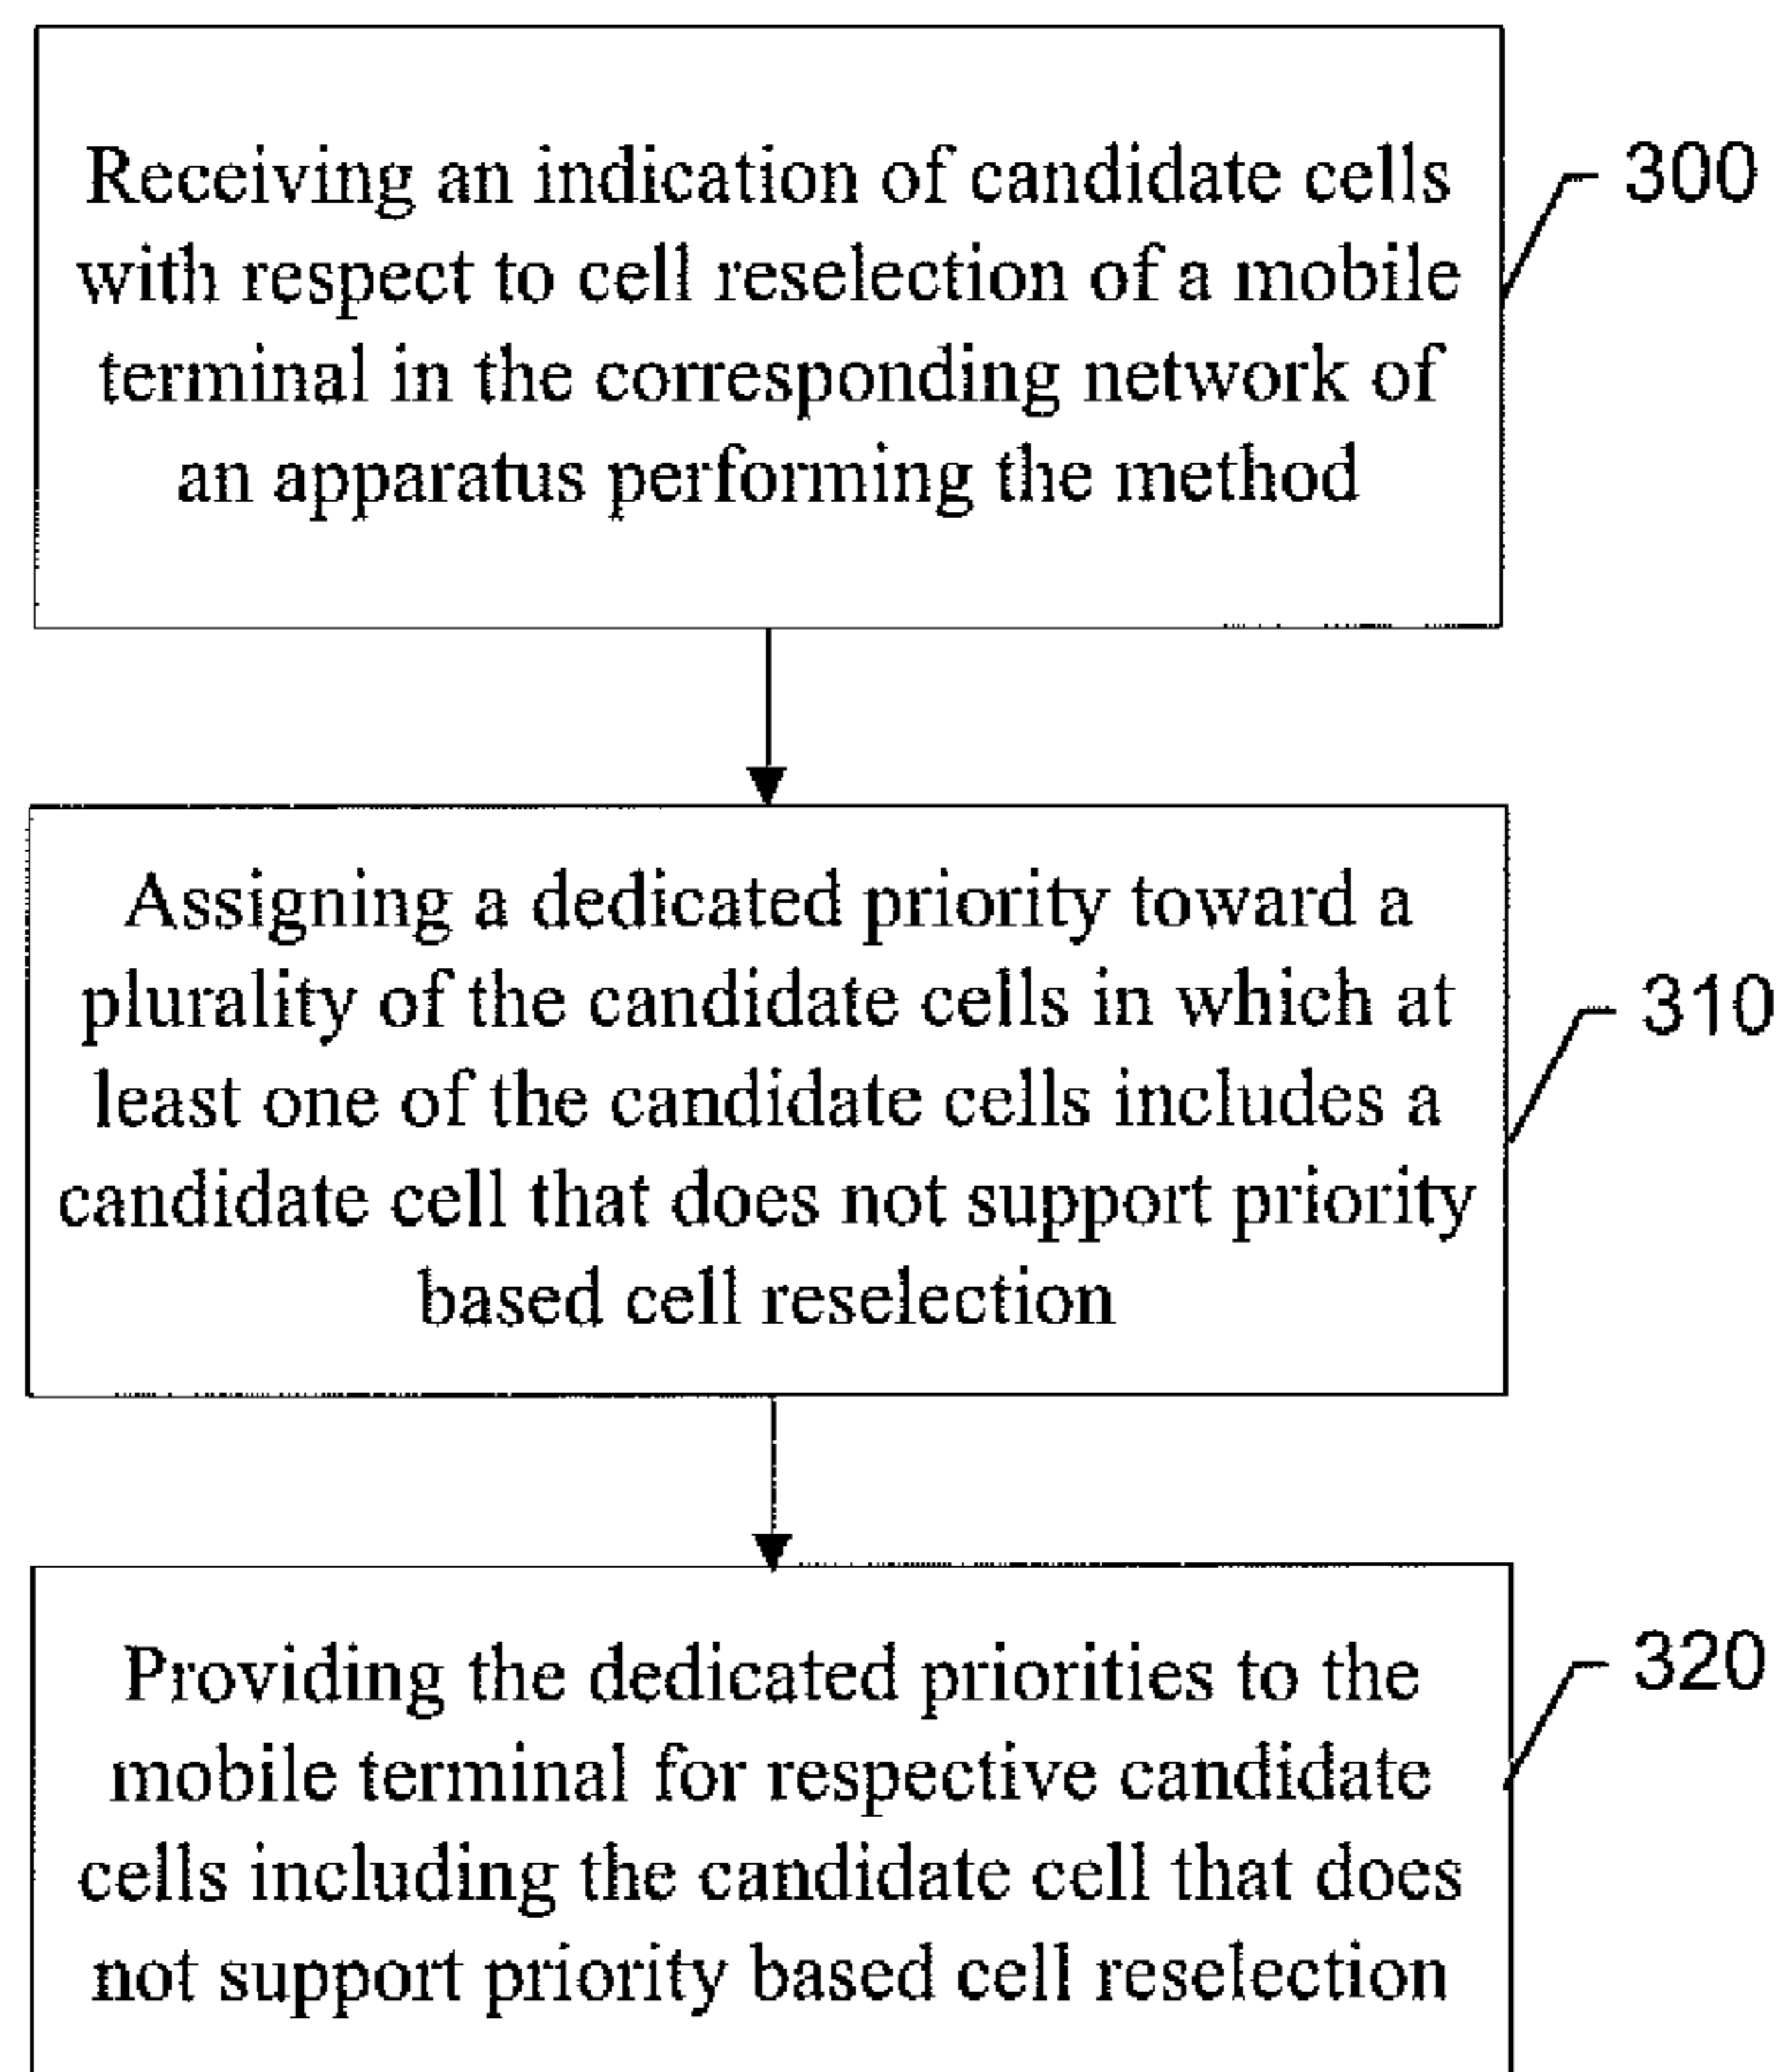 Receiving an indication of candidate cells
with respect to cell reselection of a mobile
terminal in the corresponding network of
an apparatus performing the method
300
Assigning a dedicated priority toward a
plurality of the candidate cells in which at
least one of the candidate cells includes a
candidate cell that does not support priority
based cell reselection
310
Providing the dedicated priorities to the
mobile terminal for respective candidate
cells including the candidate cell that does
not support priority based cell reselection
320